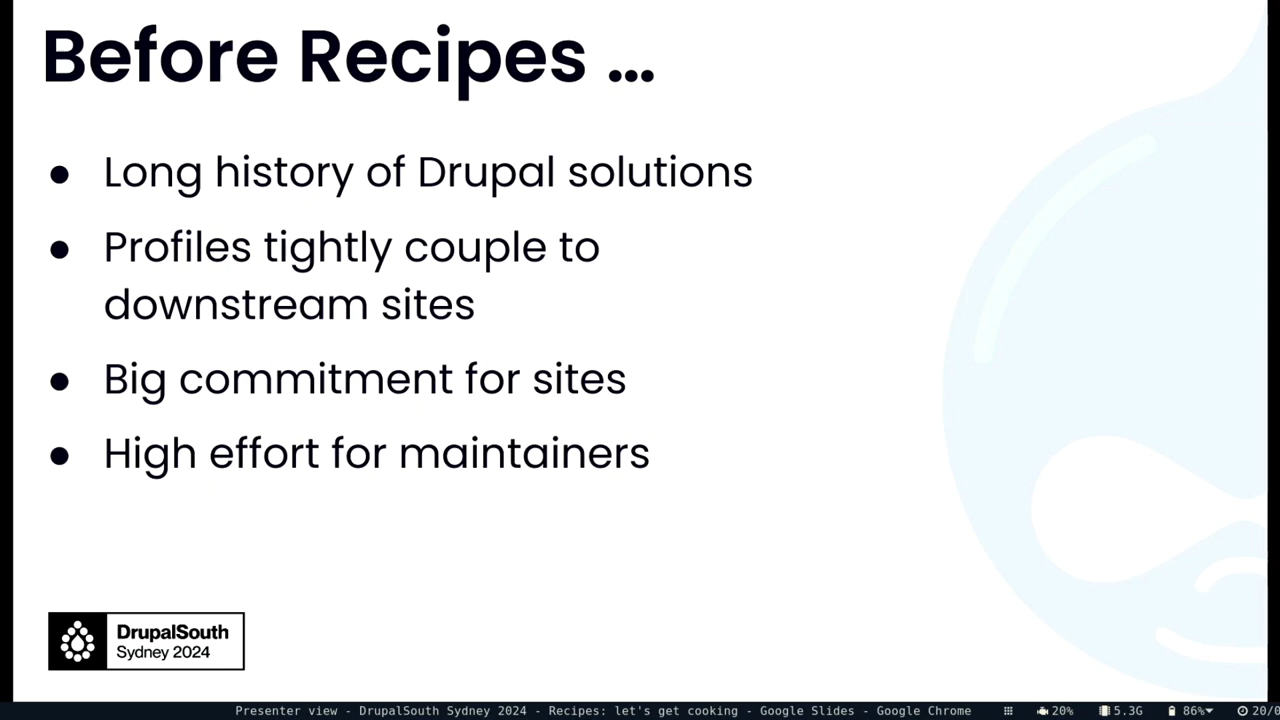 Before Recipes ...
● Long history of Drupal solutions
● Profiles tightly couple to
downstream sites
● Big commitment for sites
● High effort for maintainers
DrupalSouth
Sydney 2024
Presenter view - DrupalSouth Sydney 2024 - Recipes: let's get cooking - Google Slides - Google Chrome 20% 5.3G 86% 20/0